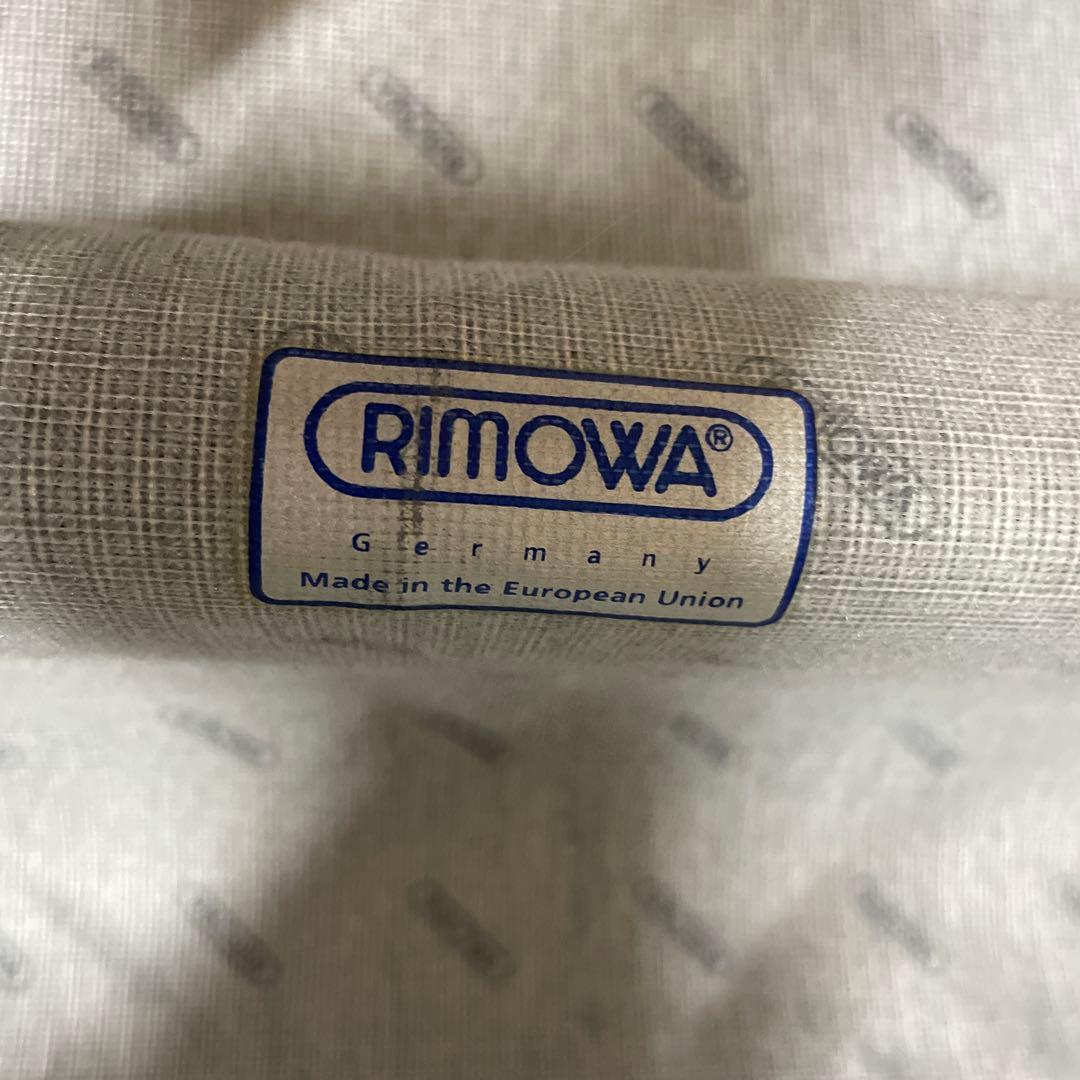 RIMOWA®
Germany
Made in the European Union